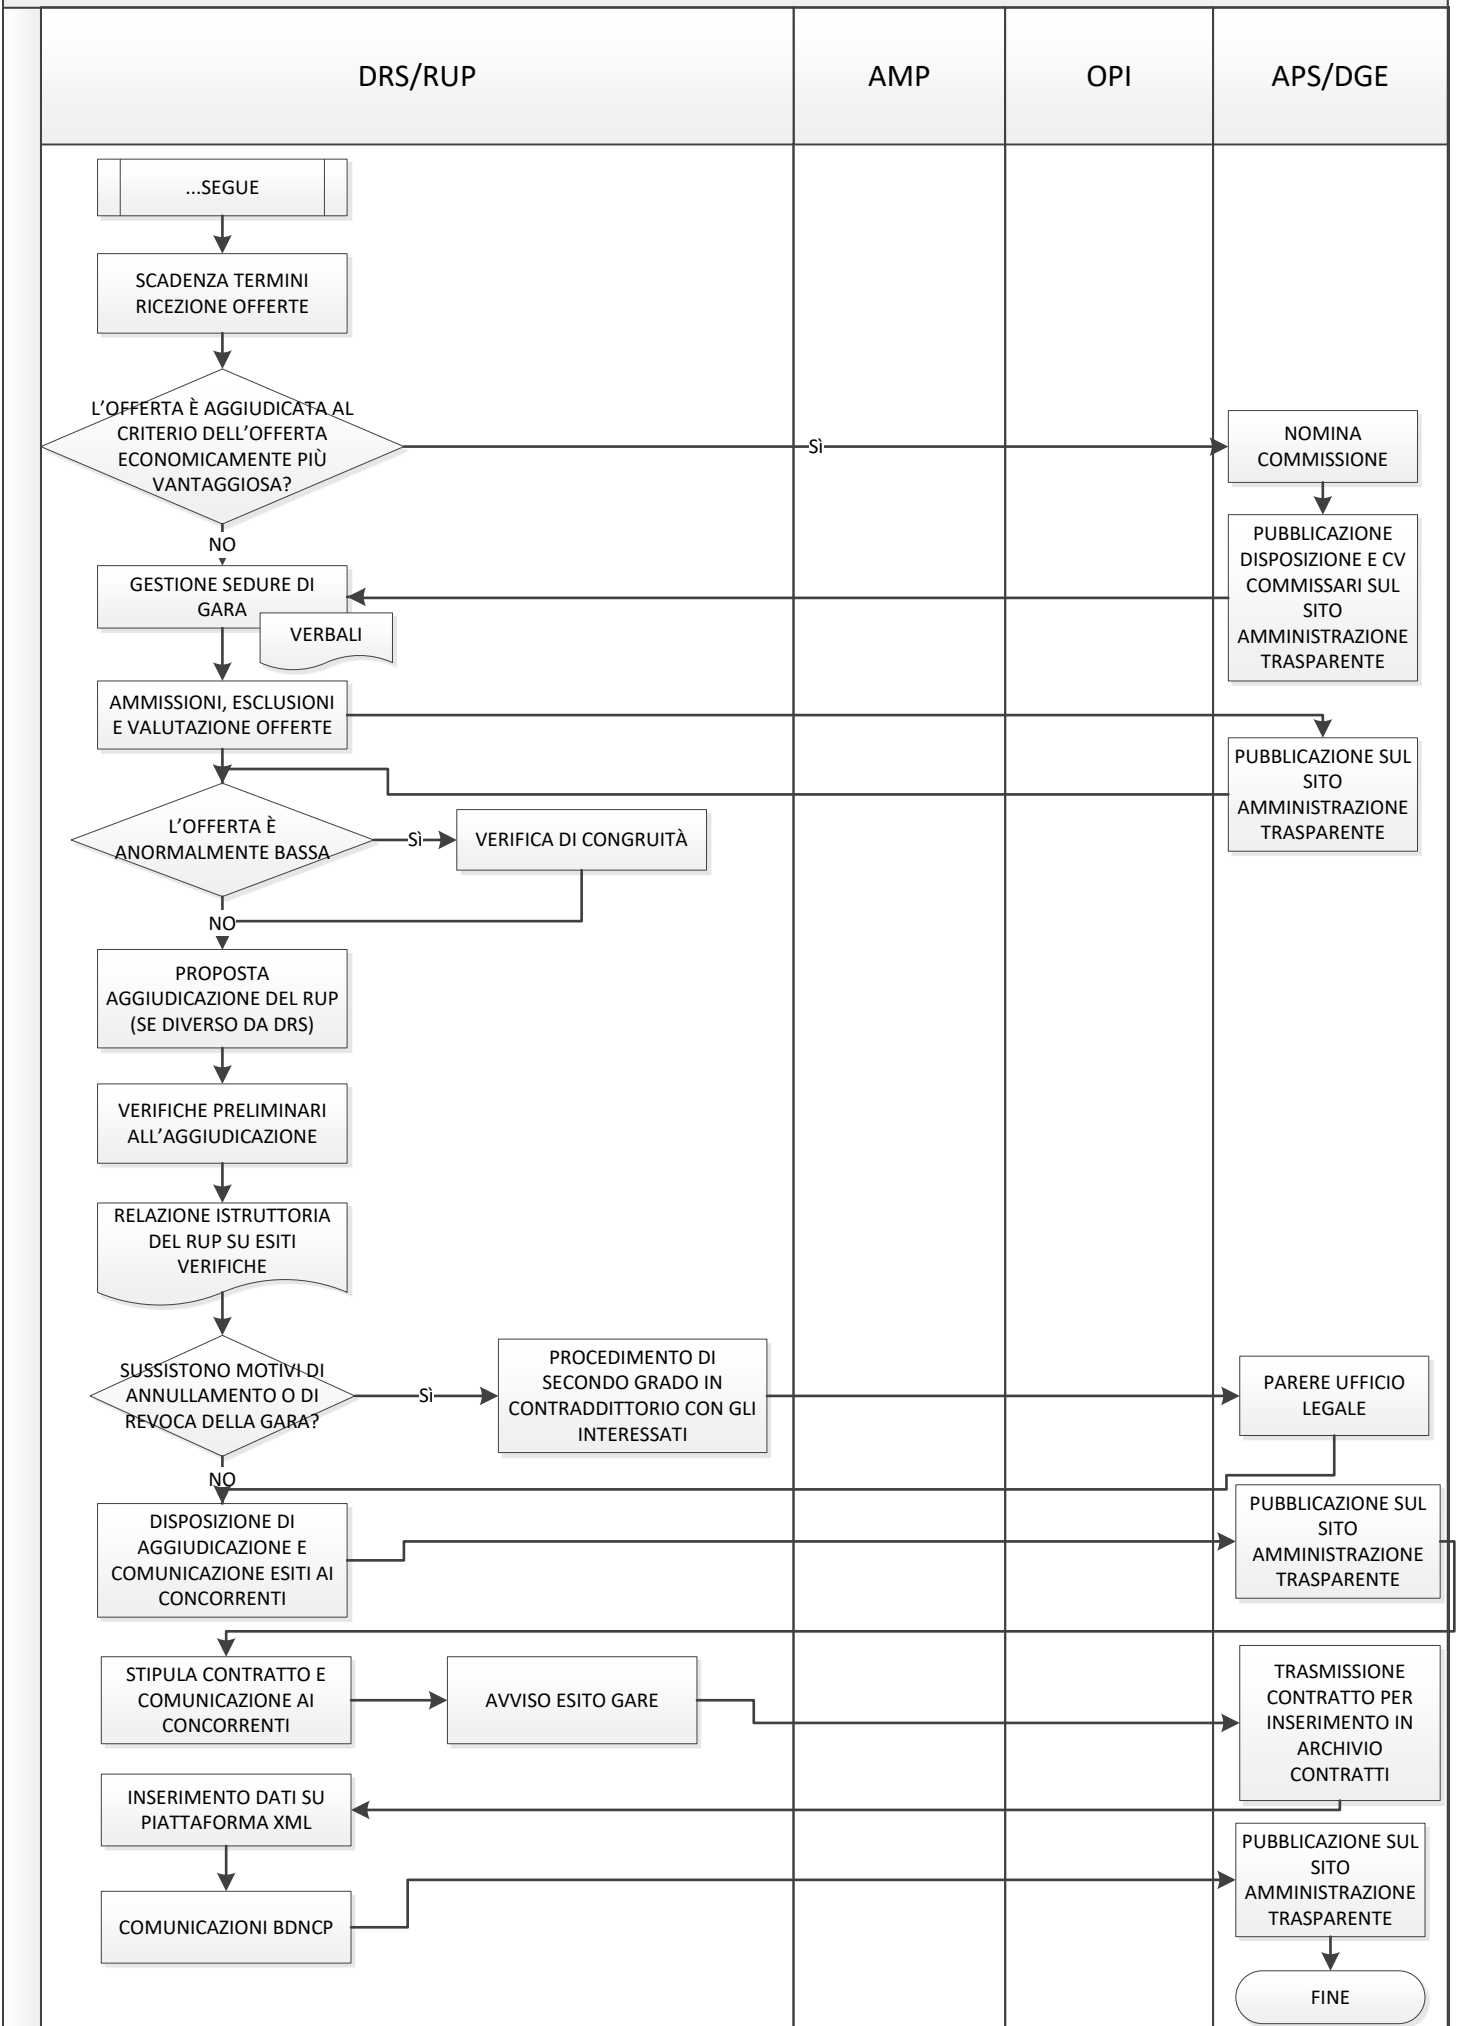 DRS/RUP
AMP
OPI
APS/DGE
...SEGUE
SCADENZA TERMINI
RICEZIONE OFFERTE
L'OFFERTA È AGGIUDICATA AL
CRITERIO DELL'OFFERTA
ECONOMICAMENTE PIÙ
VANTAGGIOSA?
Sì
NOMINA
COMMISSIONE
NO
PUBBLICAZIONE
DISPOSIZIONE E CV
COMMISSARI SUL
SITO
AMMINISTRAZIONE
TRASPARENTE
GESTIONE SEDURE DI
GARA
VERBALI
AMMISSIONI, ESCLUSIONI
E VALUTAZIONE OFFERTE
PUBBLICAZIONE SUL
SITO
AMMINISTRAZIONE
TRASPARENTE
L'OFFERTA È
ANORMALMENTE BASSA
Sì
VERIFICA DI CONGRUITÀ
NO
PROPOSTA
AGGIUDICAZIONE DEL RUP
(SE DIVERSO DA DRS)
VERIFICHE PRELIMINARI
ALL'AGGIUDICAZIONE
RELAZIONE ISTRUTTORIA
DEL RUP SU ESITI
VERIFICHE
SUSSISTONO MOTIVI DI
ANNULLAMENTO O DI
REVOCA DELLA GARA?
Sì
PROCEDIMENTO DI
SECONDO GRADO IN
CONTRADDITTORIO CON GLI
INTERESSATI
PARERE UFFICIO
LEGALE
NO
DISPOSIZIONE DI
AGGIUDICAZIONE E
COMUNICAZIONE ESITI AI
CONCORRENTI
PUBBLICAZIONE SUL
SITO
AMMINISTRAZIONE
TRASPARENTE
STIPULA CONTRATTO E
COMUNICAZIONE AI
CONCORRENTI
AVVISO ESITO GARE
TRASMISSIONE
CONTRATTO PER
INSERIMENTO IN
ARCHIVIO
CONTRATTI
INSERIMENTO DATI SU
PIATTAFORMA XML
COMUNICAZIONI BDNCP
PUBBLICAZIONE SUL
SITO
AMMINISTRAZIONE
TRASPARENTE
FINE